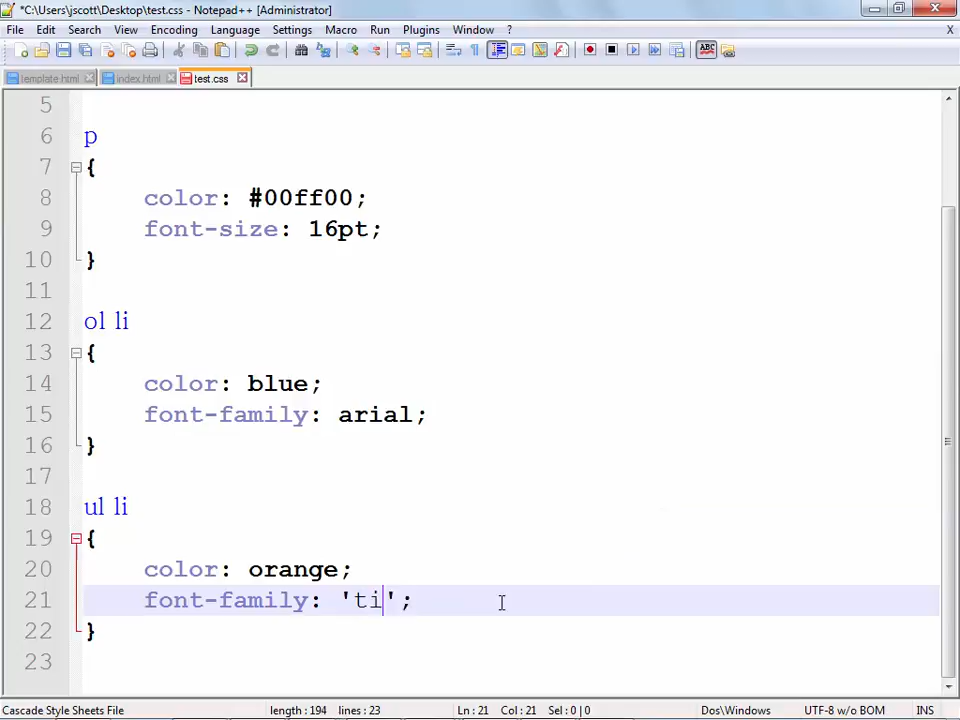 *C:\Users\jscott\Desktop\test.css - Notepad++ [Administrator]
File Edit Search View Encoding Language Settings Macro Run Plugins Window ? X
template.html index.html test.css
5
6 p
7 {
8 color: #00ff00;
9 font-size: 16pt;
10 }
11
12 ol li
13 {
14 color: blue;
15 font-family: arial;
16 }
17
18 ul li
19 {
20 color: orange;
21 font-family: 'ti';
22 }
23
Cascade Style Sheets File length : 194 lines : 23 Ln : 21 Col : 21 Sel : 0 | 0 Dos\Windows UTF-8 w/o BOM INS